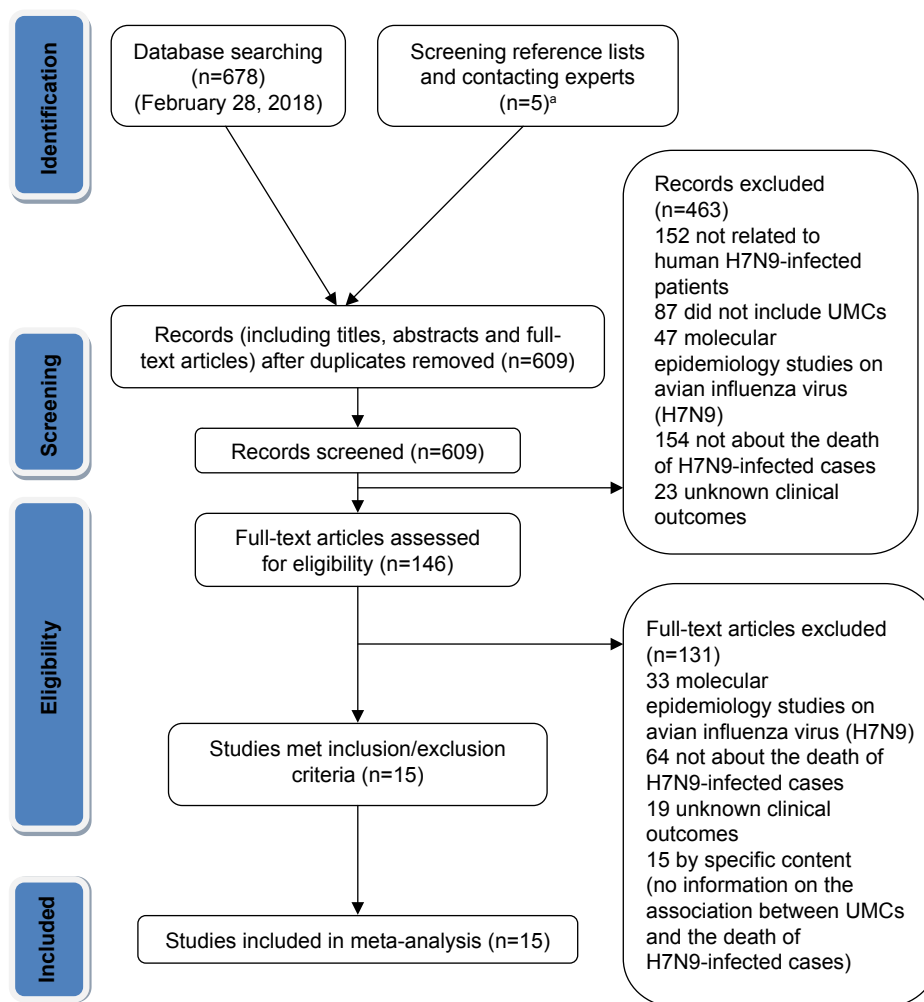 Identification
Database searching
(n=678)
(February 28, 2018)
Screening reference lists
and contacting experts
(n=5)ᵃ
Records excluded
(n=463)
152 not related to
human H7N9-infected
patients
87 did not include UMCs
47 molecular
epidemiology studies on
avian influenza virus
(H7N9)
154 not about the death
of H7N9-infected cases
23 unknown clinical
outcomes
Screening
Records (including titles, abstracts and full-
text articles) after duplicates removed (n=609)
Records screened (n=609)
Eligibility
Full-text articles assessed
for eligibility (n=146)
Full-text articles excluded
(n=131)
33 molecular
epidemiology studies on
avian influenza virus (H7N9)
64 not about the death of
H7N9-infected cases
19 unknown clinical
outcomes
15 by specific content
(no information on the
association between UMCs
and the death of
H7N9-infected cases)
Studies met inclusion/exclusion
criteria (n=15)
Included
Studies included in meta-analysis (n=15)